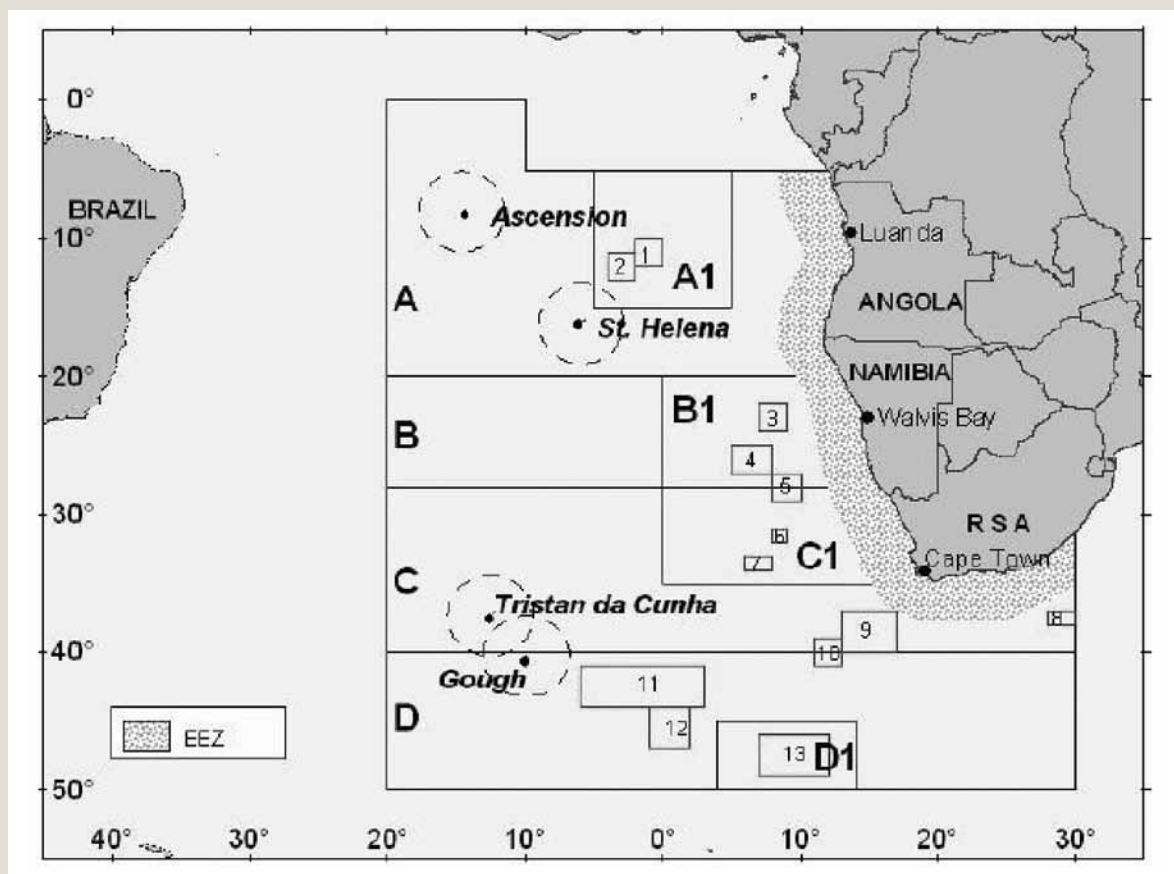 0°
BRAZIL
Ascension
10°
Luanda
1
2
A1
A
ANGOLA
St. Helena
20°
NAMIBIA
B1
3
Walvis Bay
B
4
5
30°
RSA
6
7
C1
Cape Town
C
Tristan da Cunha
8
9
40°
10
Gough
11
D
12
EEZ
13
D1
50°
40°
30°
20°
10°
0°
10°
20°
30°